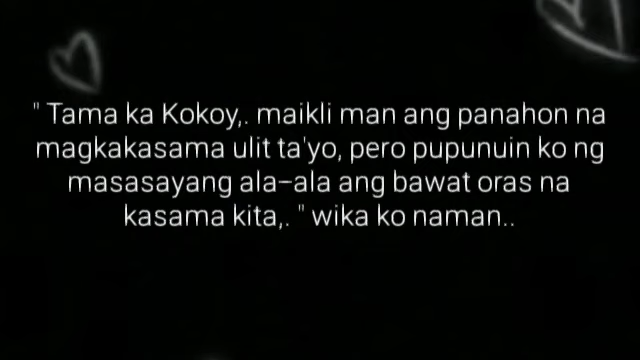 " Tama ka Kokoy,. maikli man ang panahon na
magkakasama ulit ta'yo, pero pupunuin ko ng
masasayang ala-ala ang bawat oras na
kasama kita,. " wika ko naman..